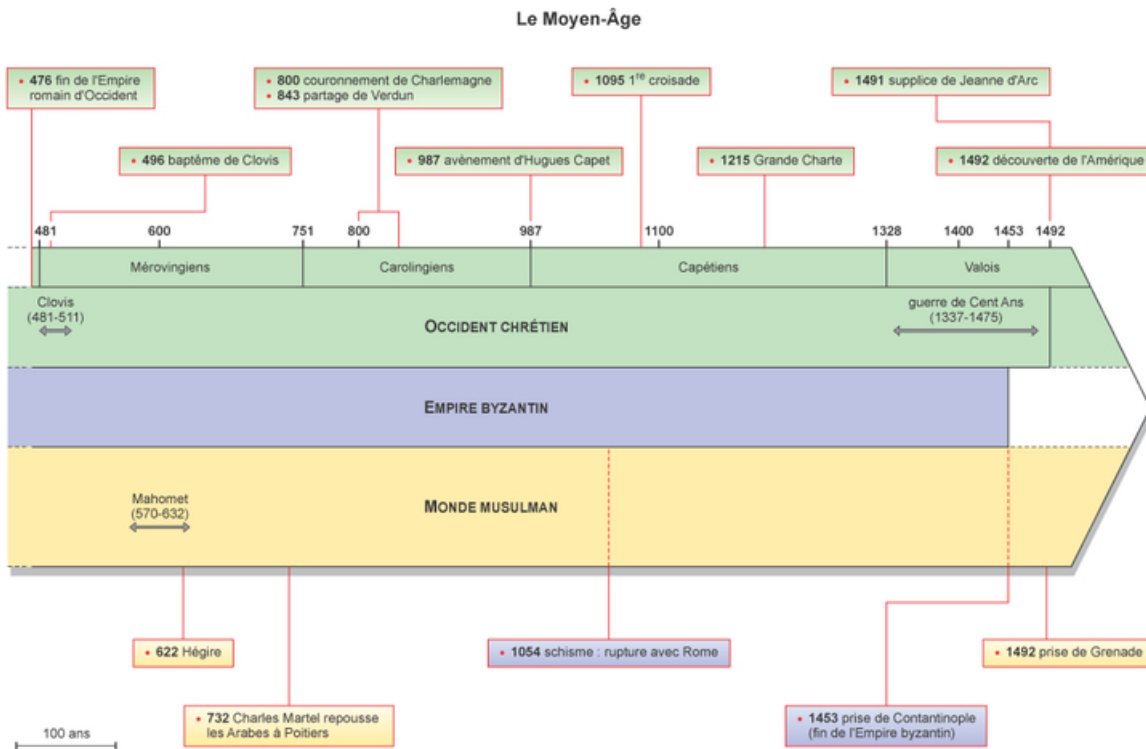 Le Moyen-Âge
• 476 fin de l'Empire
romain d'Occident
• 800 couronnement de Charlemagne
• 843 partage de Verdun
• 1095 1re croisade
• 1491 supplice de Jeanne d'Arc
• 496 baptême de Clovis
• 987 avènement d'Hugues Capet
• 1215 Grande Charte
• 1492 découverte de l'Amérique
481 600 751 800 987 1100 1328 1400 1453 1492
Mérovingiens Carolingiens Capétiens Valois
Clovis
(481-511)
guerre de Cent Ans
(1337-1475)
OCCIDENT CHRÉTIEN
EMPIRE BYZANTIN
Mahomet
(570-632)
MONDE MUSULMAN
• 622 Hégire
• 1054 schisme : rupture avec Rome
• 1492 prise de Grenade
• 732 Charles Martel repousse
les Arabes à Poitiers
• 1453 prise de Contantinople
(fin de l'Empire byzantin)
100 ans